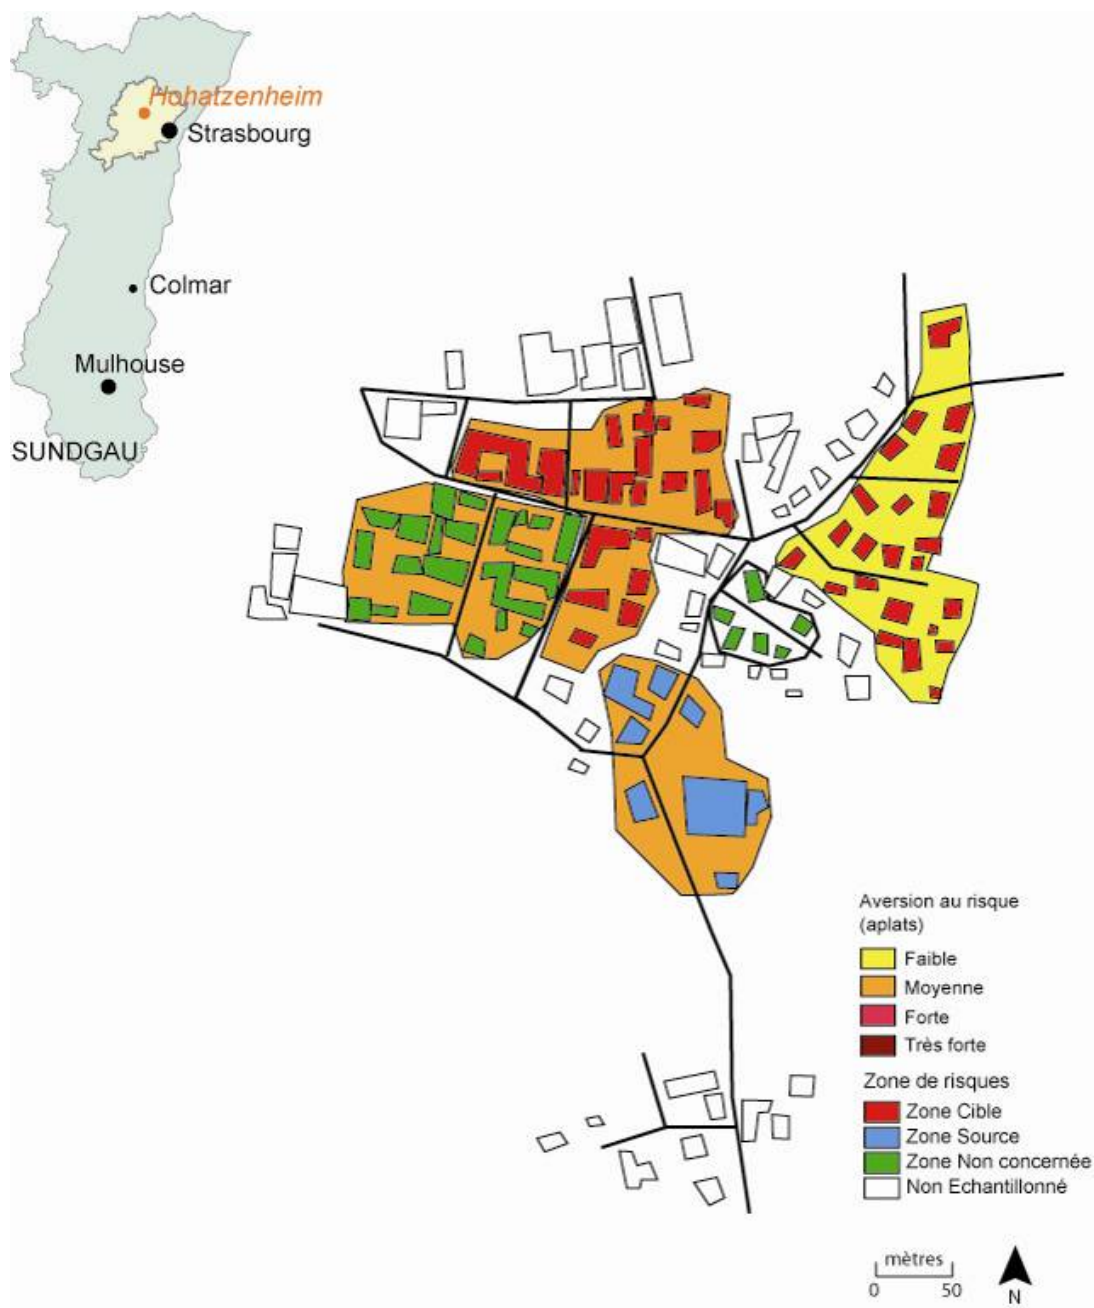 Hohatzenheim
Strasbourg
Colmar
Mulhouse
SUNDGAU
Aversion au risque
(aplats)
Faible
Moyenne
Forte
Très forte
Zone de risques
Zone Cible
Zone Source
Zone Non concernée
Non Echantillonné
mètres
0 50
N